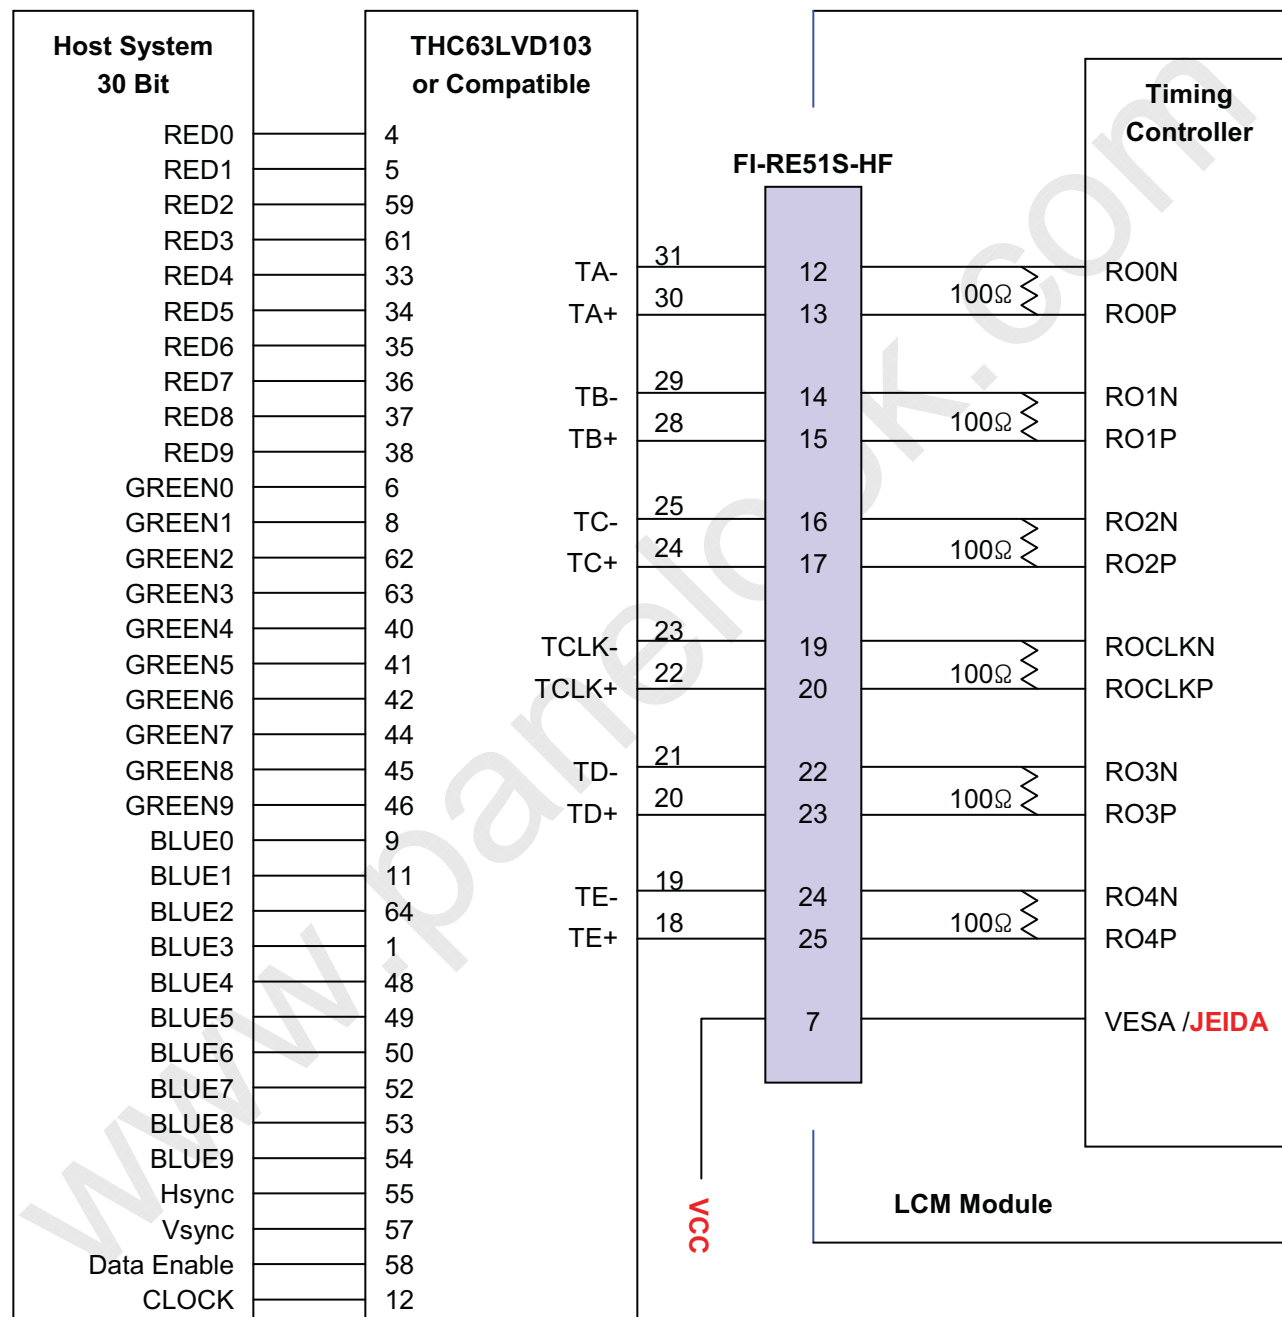 Host System
30 Bit
RED0 4
RED1 5
RED2 59
RED3 61
RED4 33
RED5 34
RED6 35
RED7 36
RED8 37
RED9 38
GREEN0 6
GREEN1 8
GREEN2 62
GREEN3 63
GREEN4 40
GREEN5 41
GREEN6 42
GREEN7 44
GREEN8 45
GREEN9 46
BLUE0 9
BLUE1 11
BLUE2 64
BLUE3 1
BLUE4 48
BLUE5 49
BLUE6 50
BLUE7 52
BLUE8 53
BLUE9 54
Hsync 55
Vsync 57
Data Enable 58
CLOCK 12
THC63LVD103
or Compatible
TA- 31
TA+ 30
TB- 29
TB+ 28
TC- 25
TC+ 24
TCLK- 23
TCLK+ 22
TD- 21
TD+ 20
TE- 19
TE+ 18
FI-RE51S-HF
12
13
14
15
16
17
19
20
22
23
24
25
7
VCC
100Ω
100Ω
100Ω
100Ω
100Ω
100Ω
Timing
Controller
RO0N
RO0P
RO1N
RO1P
RO2N
RO2P
ROCLKN
ROCLKP
RO3N
RO3P
RO4N
RO4P
VESA /JEIDA
LCM Module
www.panelook.com